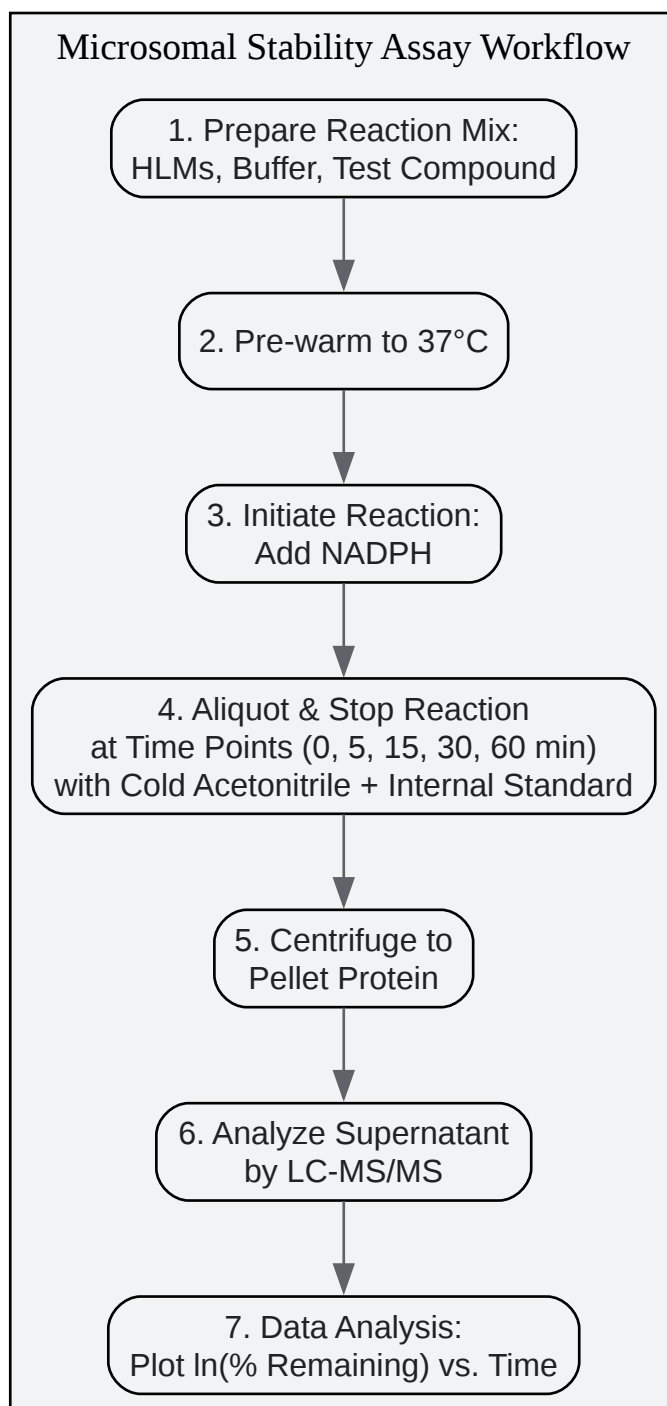 Microsomal Stability Assay Workflow
1. Prepare Reaction Mix:
HLMs, Buffer, Test Compound
2. Pre-warm to 37°C
3. Initiate Reaction:
Add NADPH
4. Aliquot & Stop Reaction
at Time Points (0, 5, 15, 30, 60 min)
with Cold Acetonitrile + Internal Standard
5. Centrifuge to
Pellet Protein
6. Analyze Supernatant
by LC-MS/MS
7. Data Analysis:
Plot ln(% Remaining) vs. Time